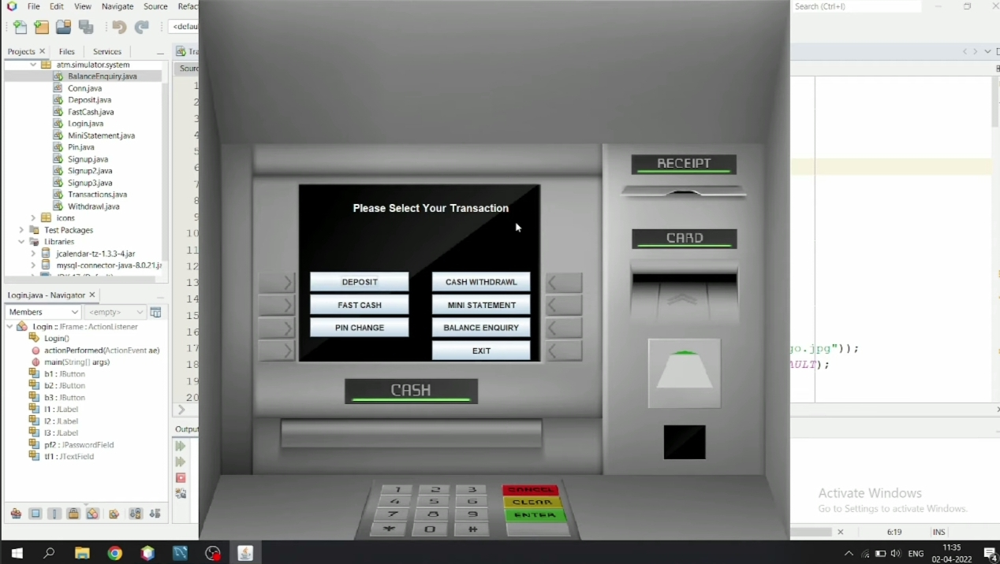 File Edit View Navigate Source Refac
Search (Ctrl+I)
<defau
Projects Files Services
Sourc
atm.simulator.system
BalanceEnquiry.java
Conn.java
Deposit.java
FastCash.java
Login.java
MiniStatement.java
Pin.java
Signup.java
Signup2.java
Signup3.java
Transactions.java
Withdrawl.java
icons
Test Packages
Libraries
jcalendar-tz-1.3.3-4.jar
mysql-connector-java-8.0.21.ja
Login.java - Navigator
Members <empty>
Login :: JFrame : ActionListener
Login()
actionPerformed(ActionEvent ae)
main(String[] args)
b1 : JButton
b2 : JButton
b3 : JButton
l1 : JLabel
l2 : JLabel
l3 : JLabel
pf2 : JPasswordField
tf1 : JTextField
1
2
3
4
5
6
7
8
9
10
11
12
13
14
15
16
17
18
19
20
Output
Please Select Your Transaction
DEPOSIT CASH WITHDRAWL
FAST CASH MINI STATEMENT
PIN CHANGE BALANCE ENQUIRY
EXIT
CASH
RECEIPT
CARD
1 2 3 CANCEL
4 5 6 CLEAR
7 8 9 ENTER
* 0 #
go.jpg"));
AULT);
Activate Windows
Go to Settings to activate Windows.
6:19 INS
ENG
11:35
02-04-2022
4